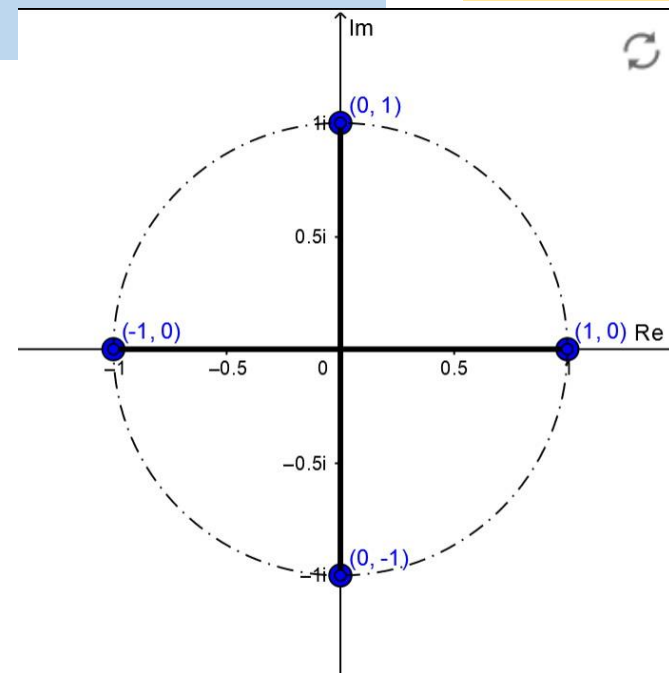 Im
(0, 1)
1i
0.5i
(-1, 0)
(1, 0) Re
−1
−0.5
0
0.5
1
−0.5i
(0, -1)
−1i